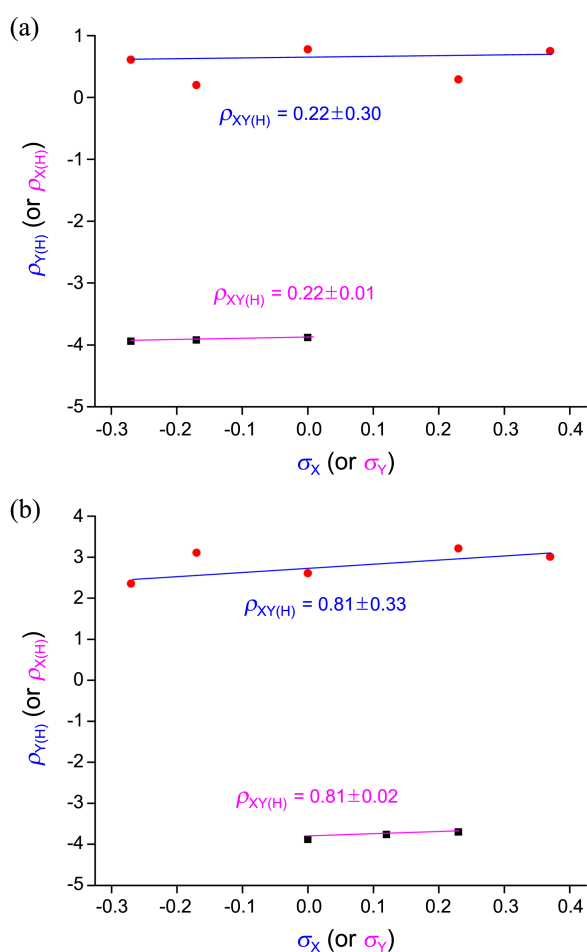 (a)
1
0
-1
-2
-3
-4
-5
ρY(H) (or ρX(H))
ρXY(H) = 0.22±0.30
ρXY(H) = 0.22±0.01
-0.3 -0.2 -0.1 0.0 0.1 0.2 0.3 0.4
σX (or σY)
(b)
4
3
2
1
0
-1
-2
-3
-4
-5
ρY(H) (or ρX(H))
ρXY(H) = 0.81±0.33
ρXY(H) = 0.81±0.02
-0.3 -0.2 -0.1 0.0 0.1 0.2 0.3 0.4
σX (or σY)